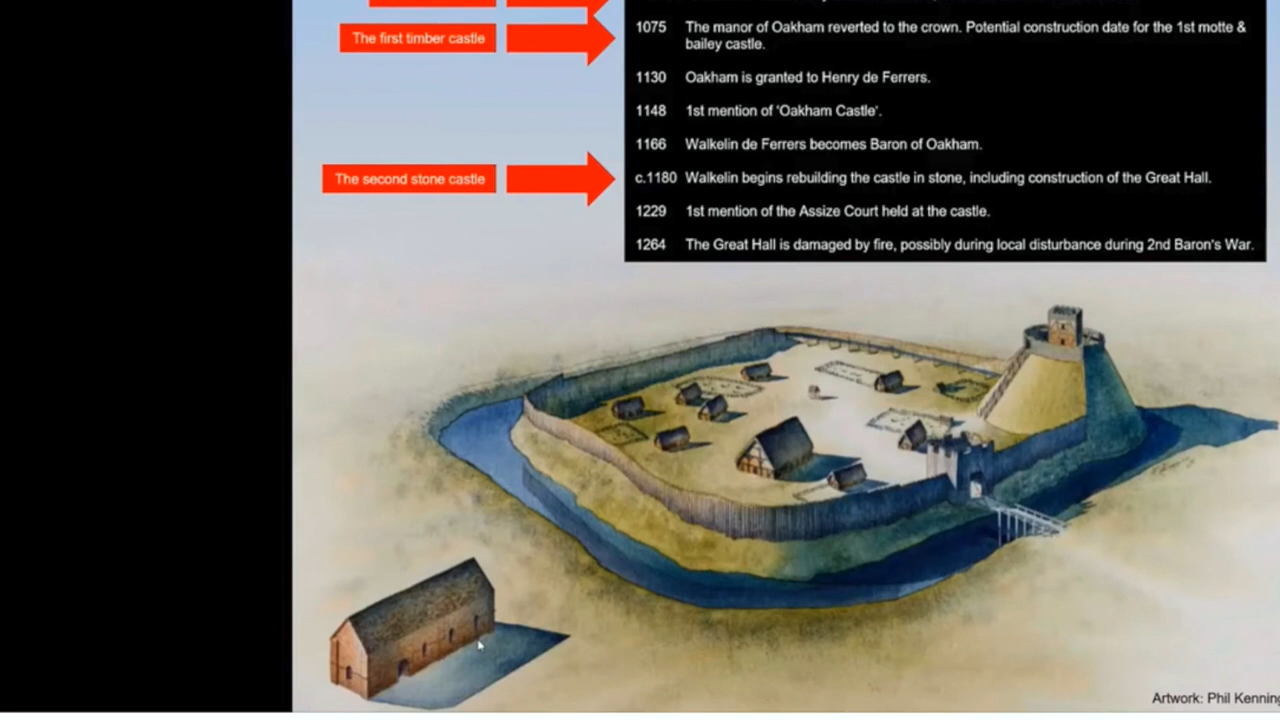 The first timber castle
1075 The manor of Oakham reverted to the crown. Potential construction date for the 1st motte &
bailey castle.
1130 Oakham is granted to Henry de Ferrers.
1148 1st mention of 'Oakham Castle'.
1166 Walkelin de Ferrers becomes Baron of Oakham.
The second stone castle
c.1180 Walkelin begins rebuilding the castle in stone, including construction of the Great Hall.
1229 1st mention of the Assize Court held at the castle.
1264 The Great Hall is damaged by fire, possibly during local disturbance during 2nd Baron's War.
Artwork: Phil Kenning